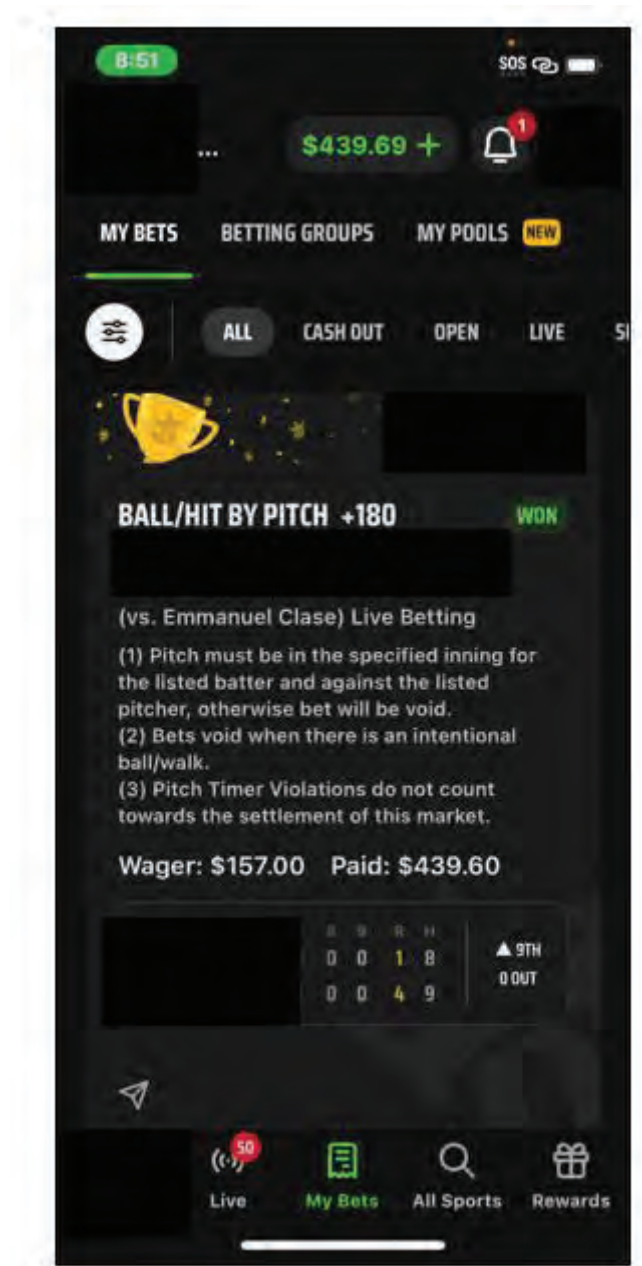 8:51 SOS
... $439.69 + 1
MY BETS BETTING GROUPS MY POOLS NEW
ALL CASH OUT OPEN LIVE
BALL/HIT BY PITCH +180 WON
(vs. Emmanuel Clase) Live Betting
(1) Pitch must be in the specified inning for
the listed batter and against the listed
pitcher, otherwise bet will be void.
(2) Bets void when there is an intentional
ball/walk.
(3) Pitch Timer Violations do not count
towards the settlement of this market.
Wager: $157.00 Paid: $439.60
8 9 R H
0 0 1 8 ▲ 9TH
0 0 4 9 0 OUT
50
Live My Bets All Sports Rewards